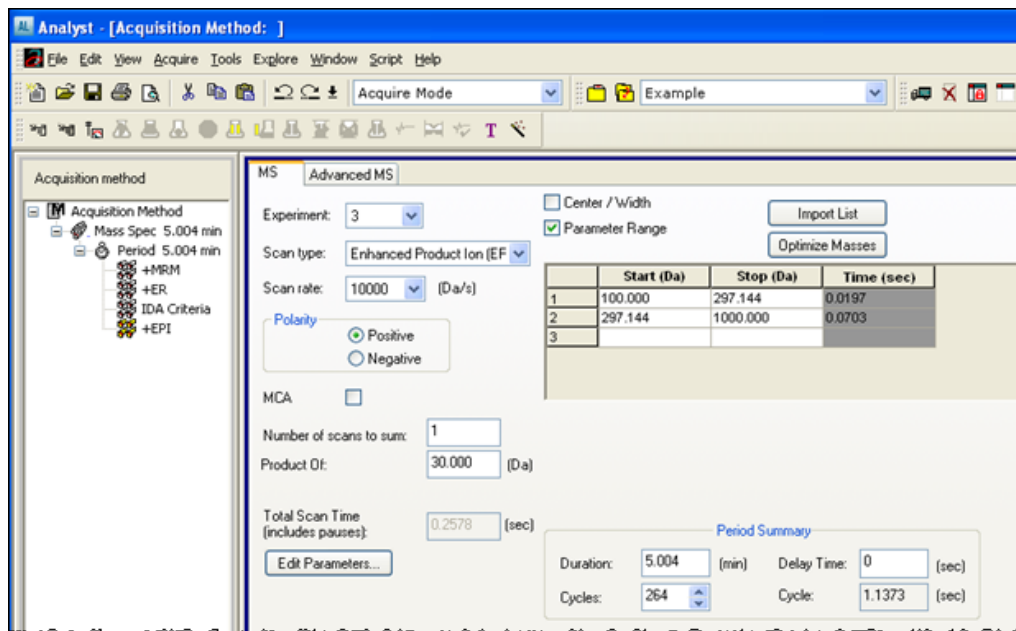 Analyst - [Acquisition Method: ]
File Edit View Acquire Tools Explore Window Script Help
Acquire Mode
Example
Acquisition method
Acquisition Method
Mass Spec 5.004 min
Period 5.004 min
+MRM
+ER
IDA Criteria
+EPI
MS Advanced MS
Experiment: 3
Scan type: Enhanced Product Ion (EF
Scan rate: 10000 (Da/s)
Polarity
Positive
Negative
MCA
Number of scans to sum: 1
Product Of: 30.000 (Da)
Total Scan Time
(includes pauses): 0.2578 (sec)
Edit Parameters...
Center / Width
Parameter Range
Import List
Optimize Masses
Start (Da) Stop (Da) Time (sec)
1 100.000 297.144 0.0197
2 297.144 1000.000 0.0703
3
Period Summary
Duration: 5.004 (min) Delay Time: 0 (sec)
Cycles: 264 Cycle: 1.1373 (sec)